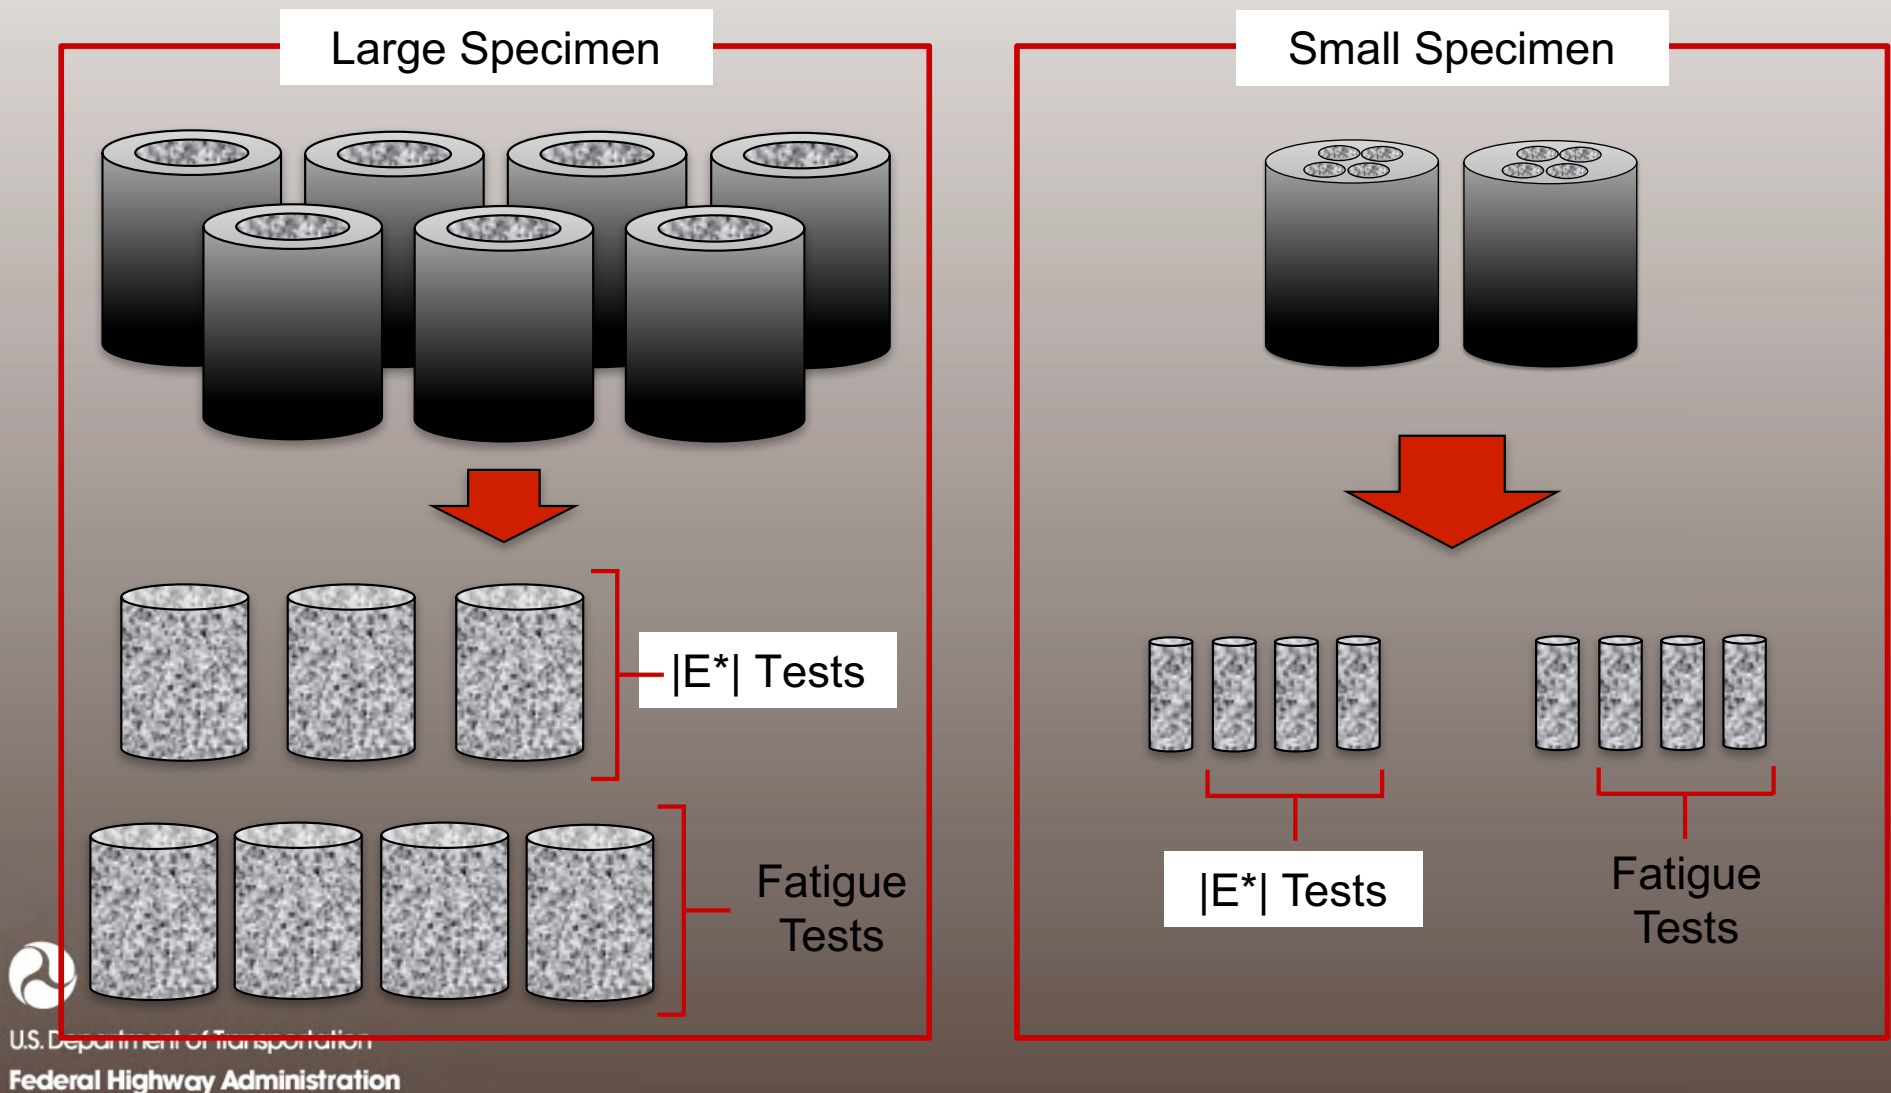 Large Specimen
Small Specimen
|E*| Tests
Fatigue
Tests
|E*| Tests
Fatigue
Tests
U.S. Department of Transportation
Federal Highway Administration